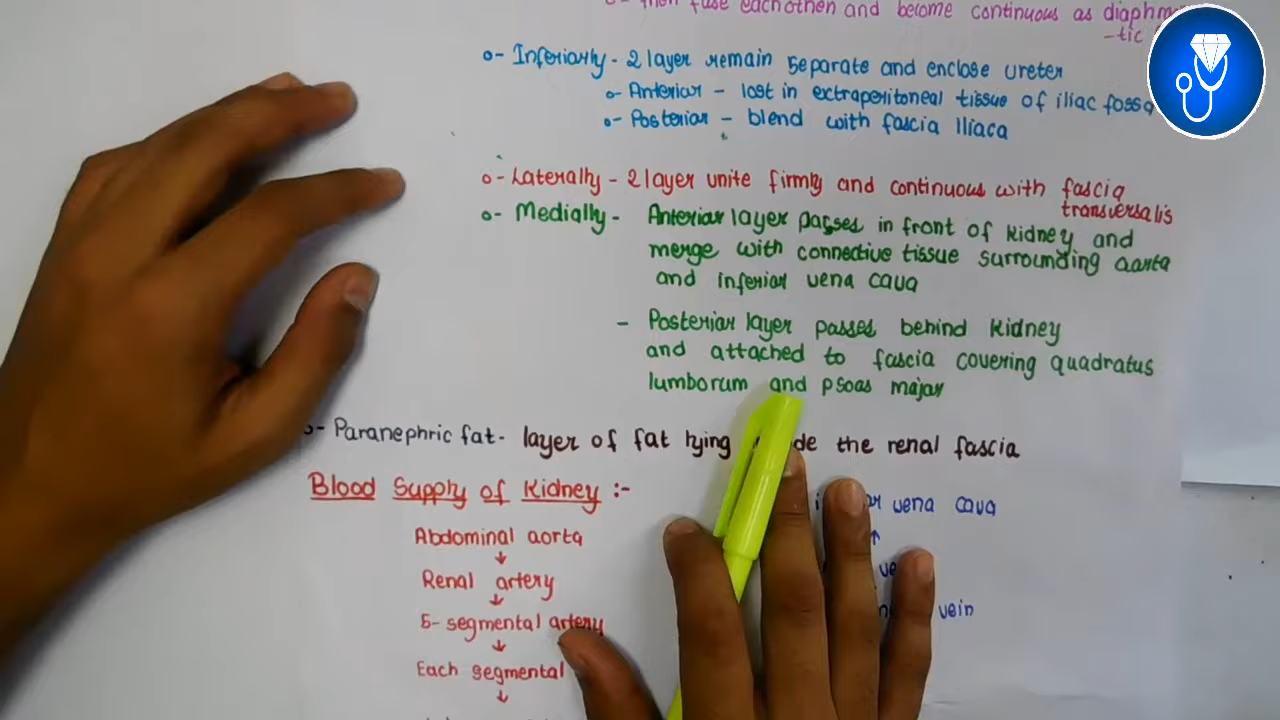 then fuse eachother and become continuous as diaphra
-tic
o- Inferiorly - 2 layer remain separate and enclose ureter
o- Anterior - lost in extraperitoneal tissue of iliac fossa
o- Posterior - blend with fascia Iliaca
o- Laterally - 2 layer unite firmly and continuous with fascia
transversalis
o- Medially - Anterior layer passes in front of kidney and
merge with connective tissue surrounding aorta
and inferior vena cava
- Posterior layer passes behind kidney
and attached to fascia covering quadratus
lumborum and psoas major
o- Paranephric fat - layer of fat lying de the renal fascia
Blood Supply of Kidney :-
vena cava
Abdominal aorta
↓
↑
Renal artery
↓
5- segmental artery
vein
↓
Each segmental
↓